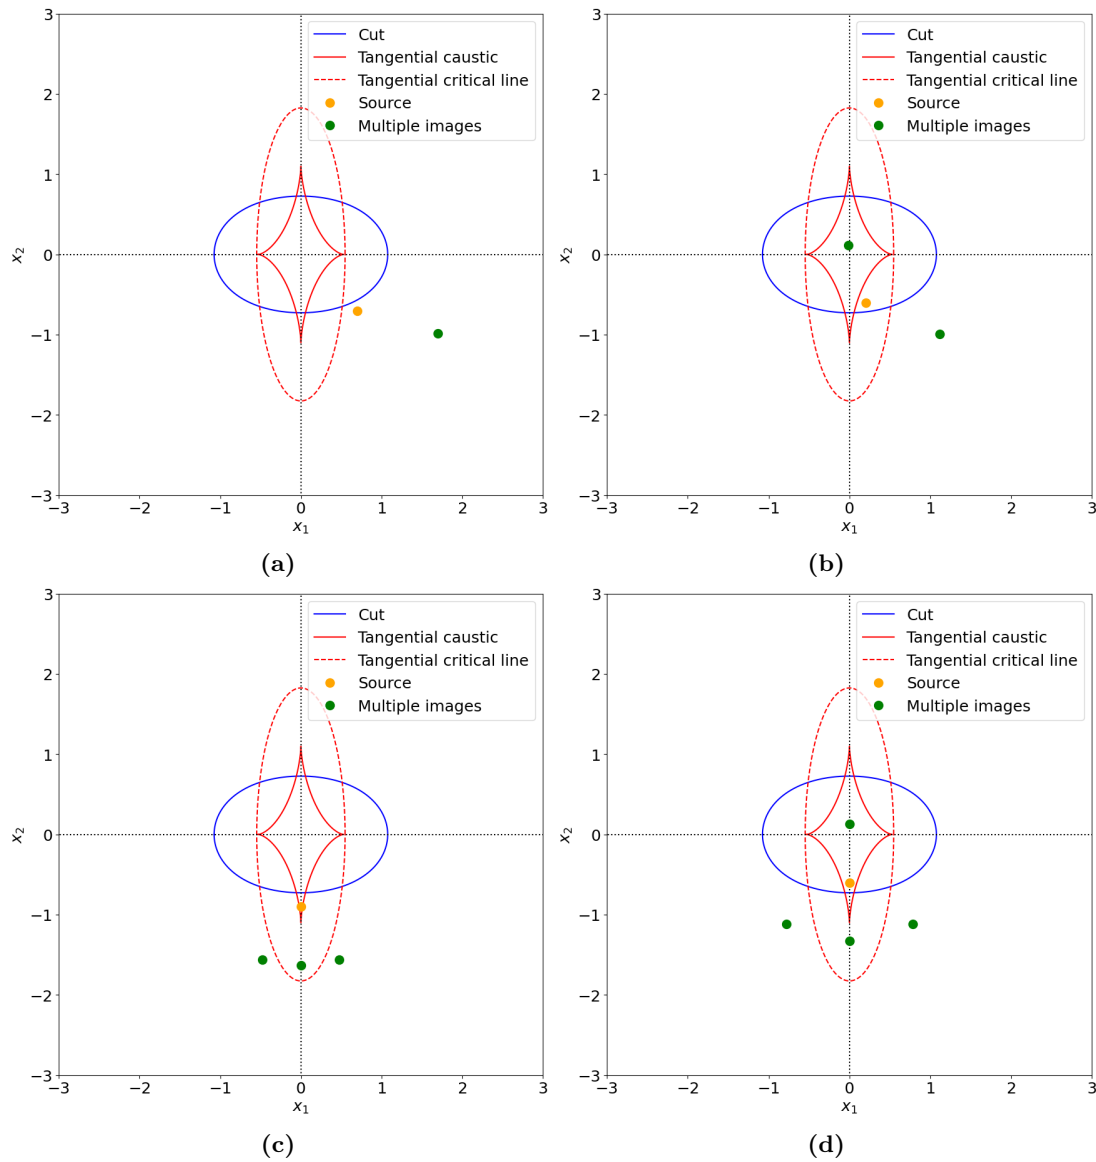 3
2
1
0
−1
−2
−3
x₂
−3
−2
−1
0
1
2
3
x₁
Cut
Tangential caustic
Tangential critical line
Source
Multiple images
(a)
3
2
1
0
−1
−2
−3
x₂
−3
−2
−1
0
1
2
3
x₁
Cut
Tangential caustic
Tangential critical line
Source
Multiple images
(b)
3
2
1
0
−1
−2
−3
x₂
−3
−2
−1
0
1
2
3
x₁
Cut
Tangential caustic
Tangential critical line
Source
Multiple images
(c)
3
2
1
0
−1
−2
−3
x₂
−3
−2
−1
0
1
2
3
x₁
Cut
Tangential caustic
Tangential critical line
Source
Multiple images
(d)